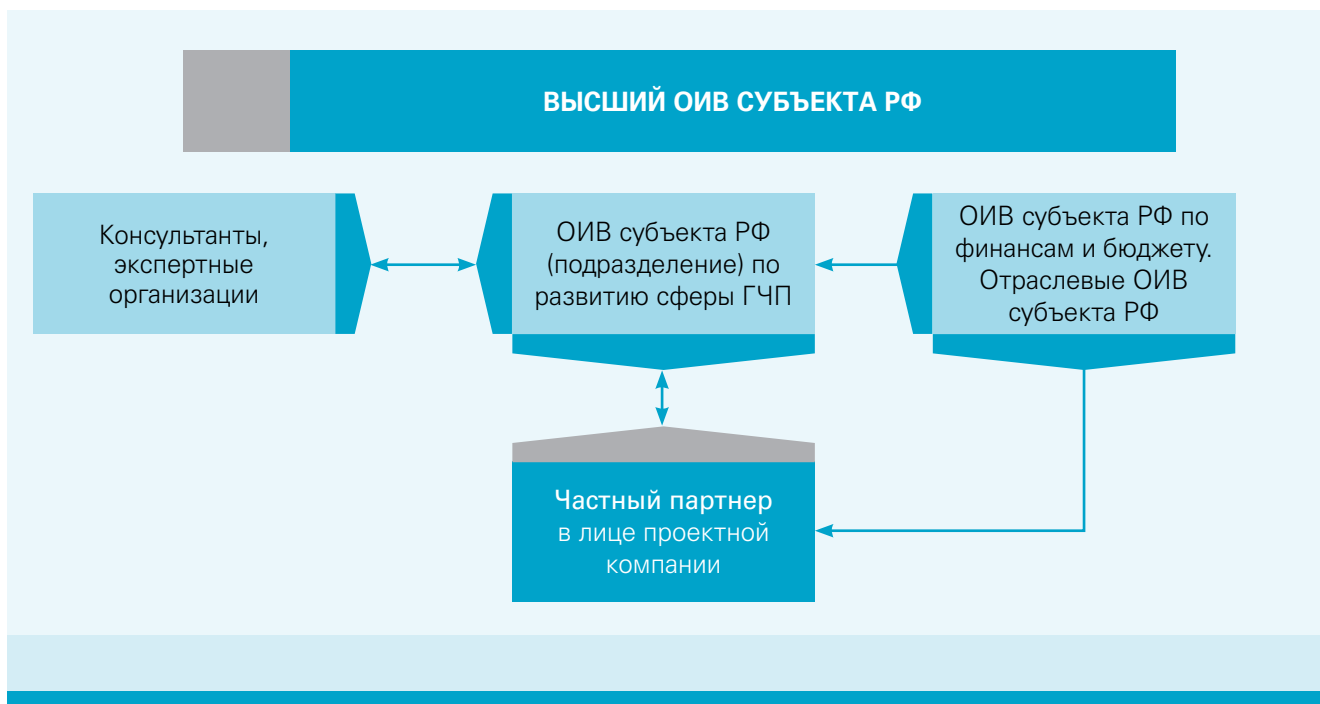 ВЫСШИЙ ОИВ СУБЪЕКТА РФ
Консультанты,
экспертные
организации
ОИВ субъекта РФ
(подразделение) по
развитию сферы ГЧП
ОИВ субъекта РФ по
финансам и бюджету.
Отраслевые ОИВ
субъекта РФ
Частный партнер
в лице проектной
компании